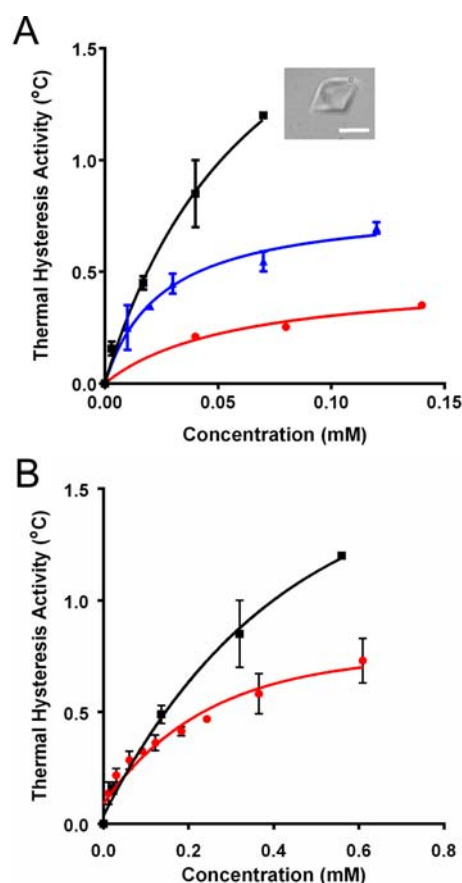 A
Thermal Hysteresis Activity (°C)
1.5
1.0
0.5
0.0
0.00 0.05 0.10 0.15
Concentration (mM)
B
Thermal Hysteresis Activity (°C)
1.5
1.0
0.5
0.0
0.0 0.2 0.4 0.6 0.8
Concentration (mM)